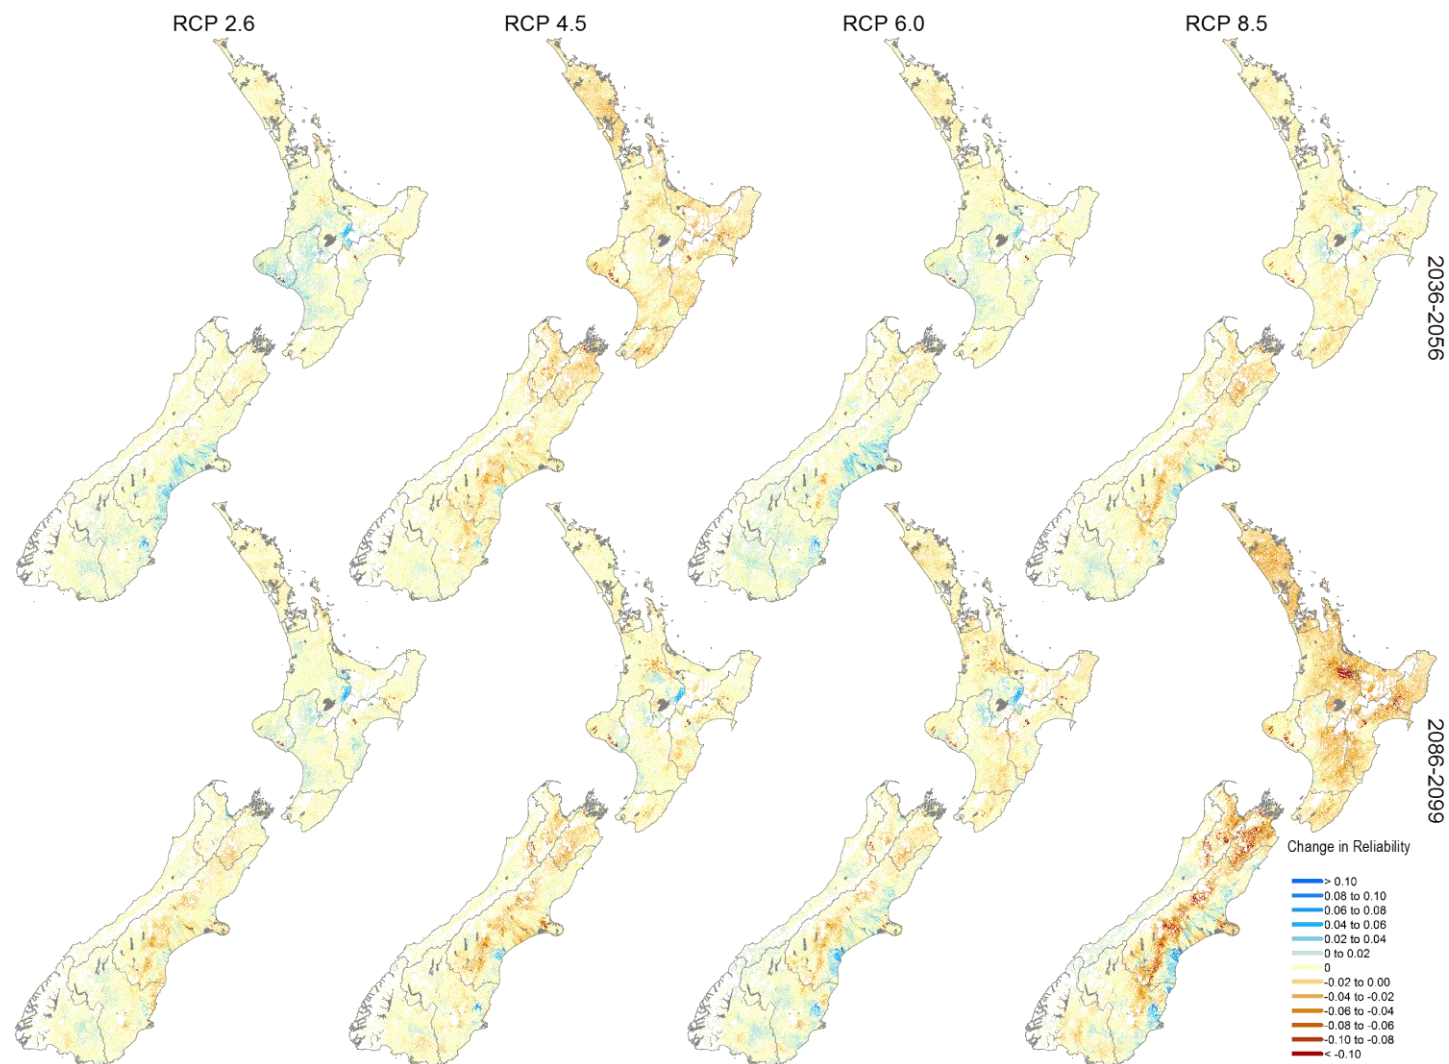 RCP 2.6
RCP 4.5
RCP 6.0
RCP 8.5
2036-2056
2086-2099
Change in Reliability
> 0.10
0.08 to 0.10
0.06 to 0.08
0.04 to 0.06
0.02 to 0.04
0 to 0.02
0
-0.02 to 0.00
-0.04 to -0.02
-0.06 to -0.04
-0.08 to -0.06
-0.10 to -0.08
< -0.10